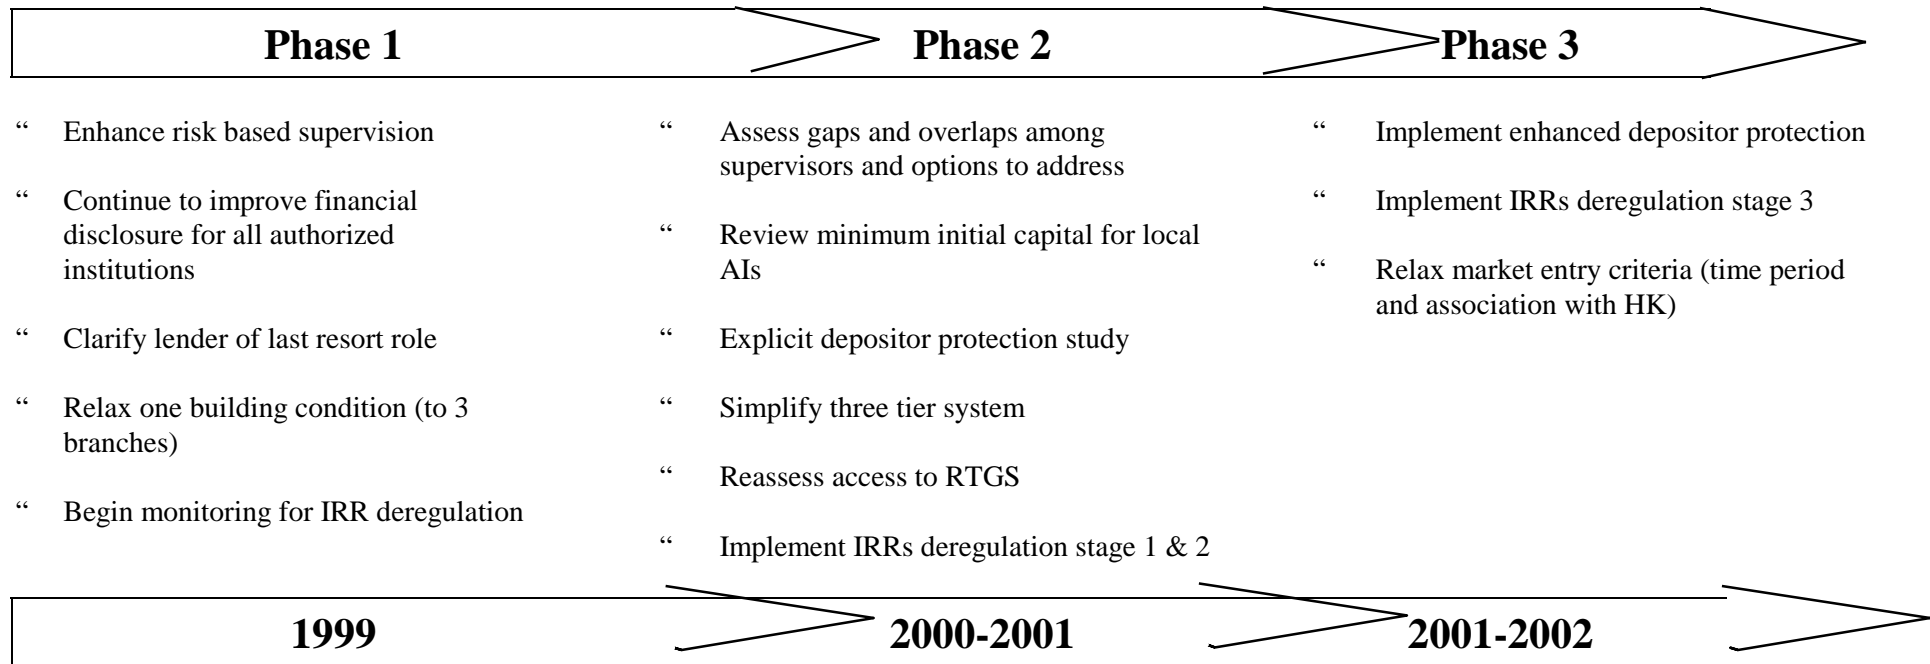 Phase 1
Phase 2
Phase 3
“ Enhance risk based supervision
“ Continue to improve financial
disclosure for all authorized
institutions
“ Clarify lender of last resort role
“ Relax one building condition (to 3
branches)
“ Begin monitoring for IRR deregulation
“ Assess gaps and overlaps among
supervisors and options to address
“ Review minimum initial capital for local
AIs
“ Explicit depositor protection study
“ Simplify three tier system
“ Reassess access to RTGS
“ Implement IRRs deregulation stage 1 & 2
“ Implement enhanced depositor protection
“ Implement IRRs deregulation stage 3
“ Relax market entry criteria (time period
and association with HK)
1999
2000-2001
2001-2002